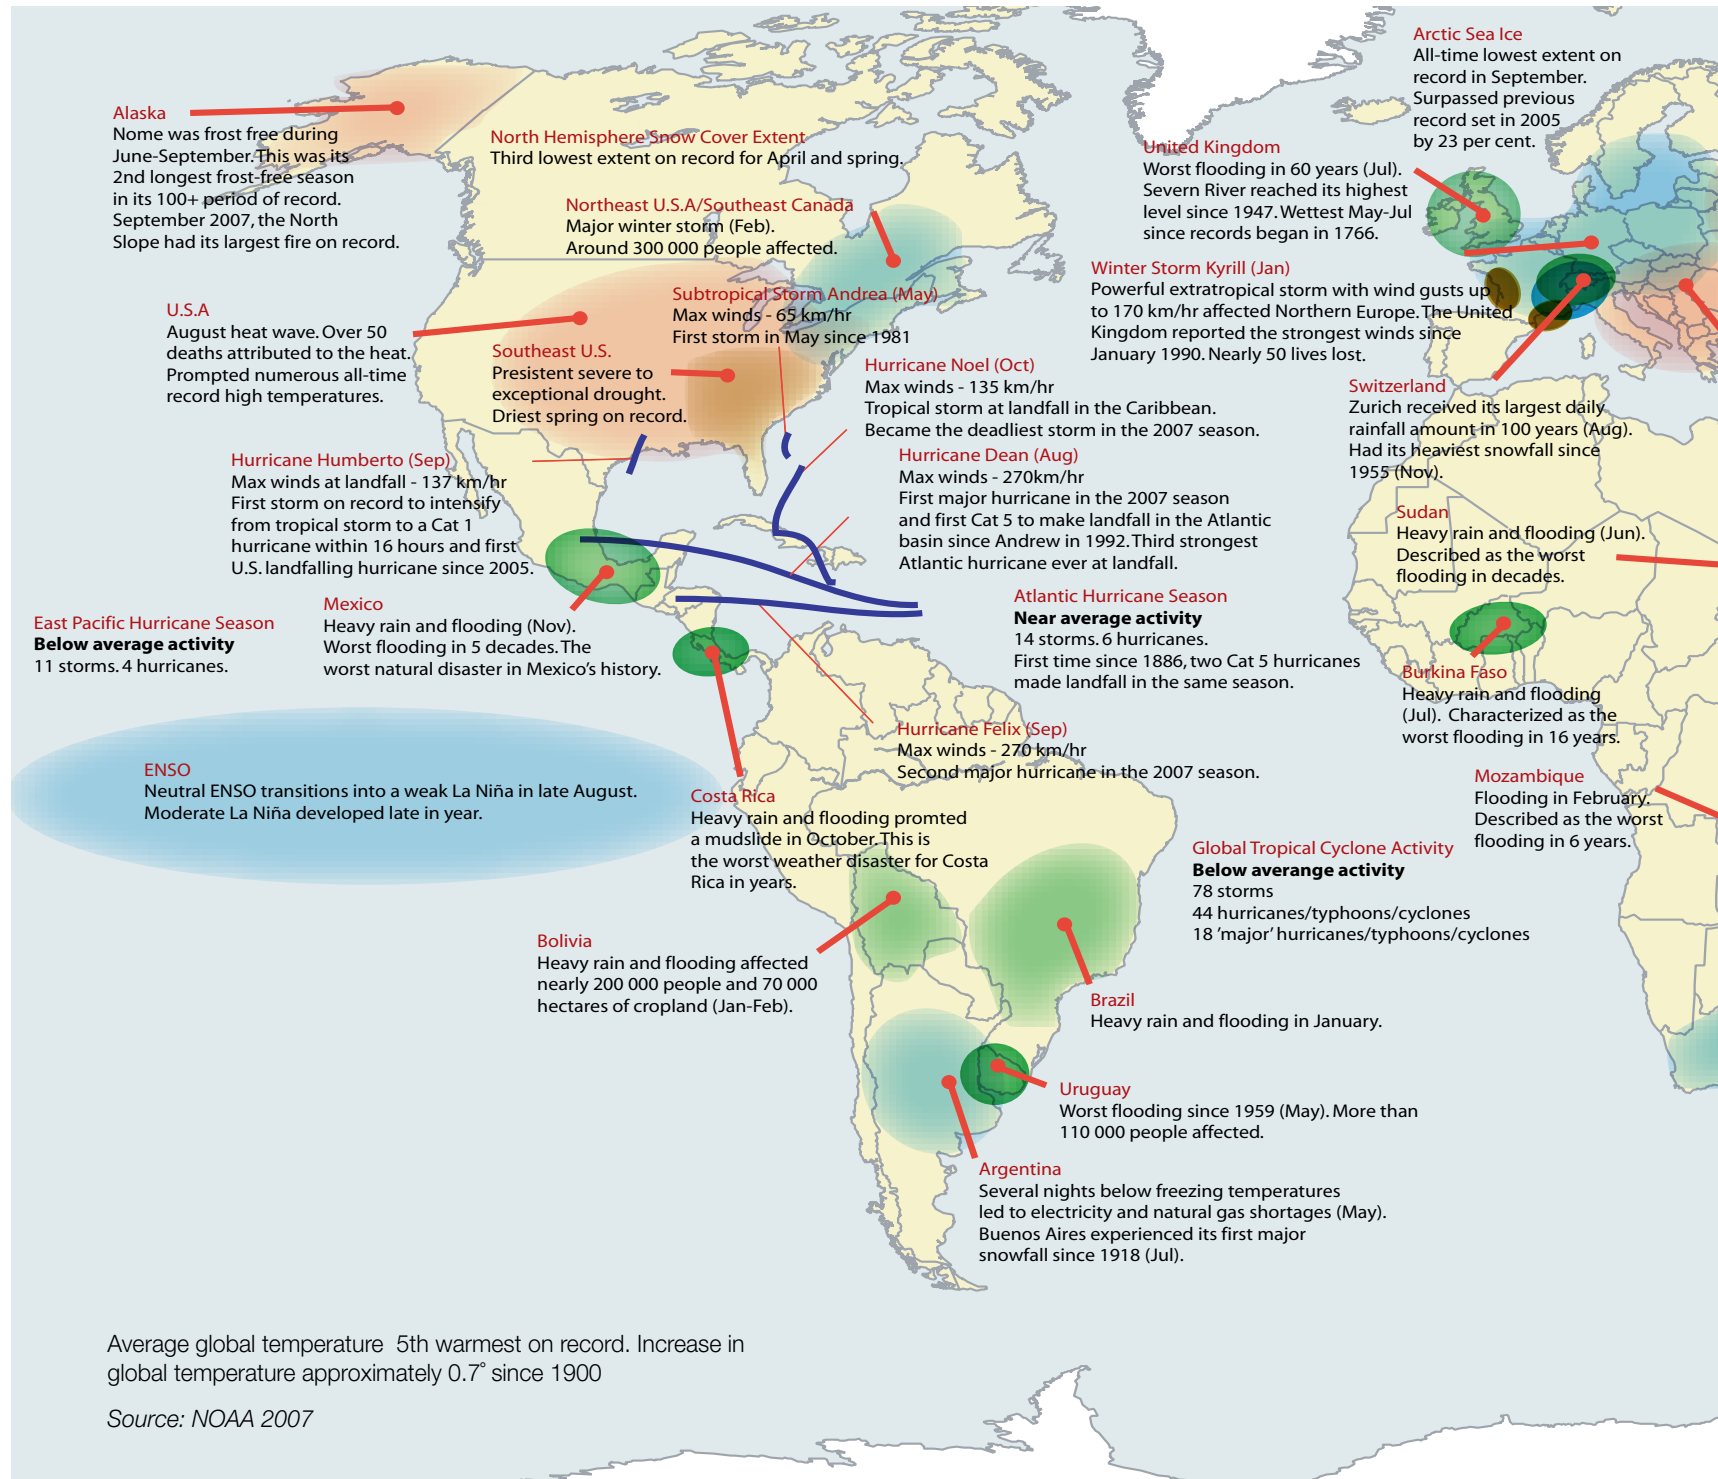 Arctic Sea Ice
All-time lowest extent on
record in September.
Surpassed previous
record set in 2005
by 23 per cent.
Alaska
Nome was frost free during
June-September. This was its
2nd longest frost-free season
in its 100+ period of record.
September 2007, the North
Slope had its largest fire on record.
North Hemisphere Snow Cover Extent
Third lowest extent on record for April and spring.
United Kingdom
Worst flooding in 60 years (Jul).
Severn River reached its highest
level since 1947. Wettest May-Jul
since records began in 1766.
Northeast U.S.A/Southeast Canada
Major winter storm (Feb).
Around 300 000 people affected.
Winter Storm Kyrill (Jan)
Powerful extratropical storm with wind gusts up
to 170 km/hr affected Northern Europe. The United
Kingdom reported the strongest winds since
January 1990. Nearly 50 lives lost.
Subtropical Storm Andrea (May)
Max winds - 65 km/hr
First storm in May since 1981
U.S.A
August heat wave. Over 50
deaths attributed to the heat.
Prompted numerous all-time
record high temperatures.
Southeast U.S.
Presistent severe to
exceptional drought.
Driest spring on record.
Hurricane Noel (Oct)
Max winds - 135 km/hr
Tropical storm at landfall in the Caribbean.
Became the deadliest storm in the 2007 season.
Switzerland
Zurich received its largest daily
rainfall amount in 100 years (Aug).
Had its heaviest snowfall since
1955 (Nov).
Hurricane Humberto (Sep)
Max winds at landfall - 137 km/hr
First storm on record to intensify
from tropical storm to a Cat 1
hurricane within 16 hours and first
U.S. landfalling hurricane since 2005.
Hurricane Dean (Aug)
Max winds - 270km/hr
First major hurricane in the 2007 season
and first Cat 5 to make landfall in the Atlantic
basin since Andrew in 1992. Third strongest
Atlantic hurricane ever at landfall.
Sudan
Heavy rain and flooding (Jun).
Described as the worst
flooding in decades.
East Pacific Hurricane Season
Below average activity
11 storms. 4 hurricanes.
Mexico
Heavy rain and flooding (Nov).
Worst flooding in 5 decades. The
worst natural disaster in Mexico's history.
Atlantic Hurricane Season
Near average activity
14 storms. 6 hurricanes.
First time since 1886, two Cat 5 hurricanes
made landfall in the same season.
Burkina Faso
Heavy rain and flooding
(Jul). Characterized as the
worst flooding in 16 years.
Hurricane Felix (Sep)
Max winds - 270 km/hr
Second major hurricane in the 2007 season.
ENSO
Neutral ENSO transitions into a weak La Niña in late August.
Moderate La Niña developed late in year.
Costa Rica
Heavy rain and flooding promted
a mudslide in October. This is
the worst weather disaster for Costa
Rica in years.
Mozambique
Flooding in February.
Described as the worst
flooding in 6 years.
Global Tropical Cyclone Activity
Below averange activity
78 storms
44 hurricanes/typhoons/cyclones
18 'major' hurricanes/typhoons/cyclones
Bolivia
Heavy rain and flooding affected
nearly 200 000 people and 70 000
hectares of cropland (Jan-Feb).
Brazil
Heavy rain and flooding in January.
Uruguay
Worst flooding since 1959 (May). More than
110 000 people affected.
Argentina
Several nights below freezing temperatures
led to electricity and natural gas shortages (May).
Buenos Aires experienced its first major
snowfall since 1918 (Jul).
Average global temperature 5th warmest on record. Increase in
global temperature approximately 0.7° since 1900
Source: NOAA 2007